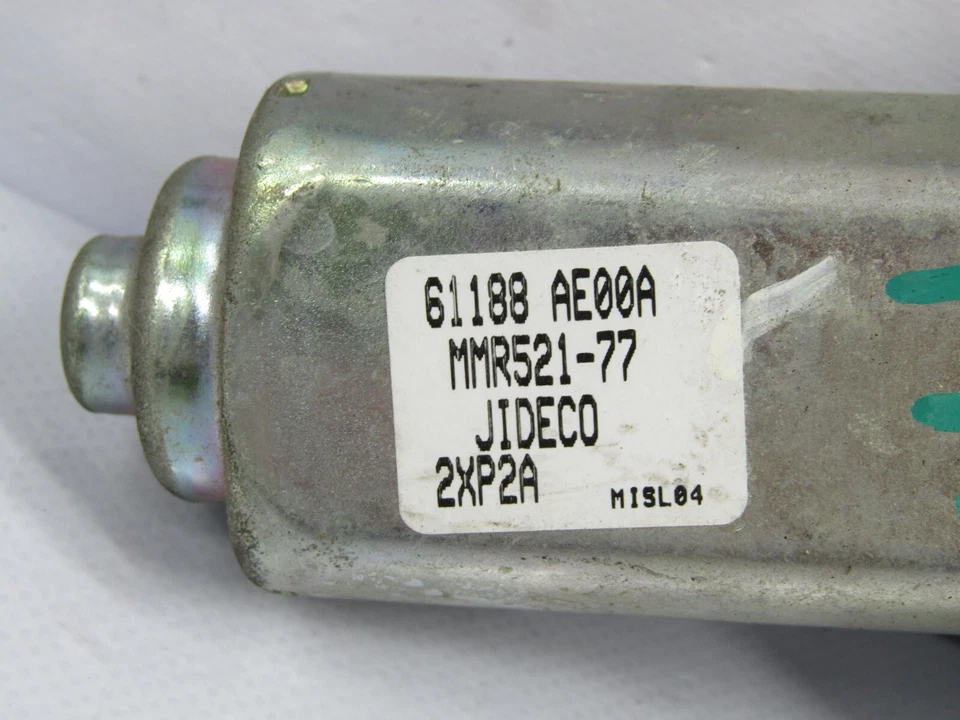 61188 AE00A
MMR521-77
JIDECO
2XP2A MISL04